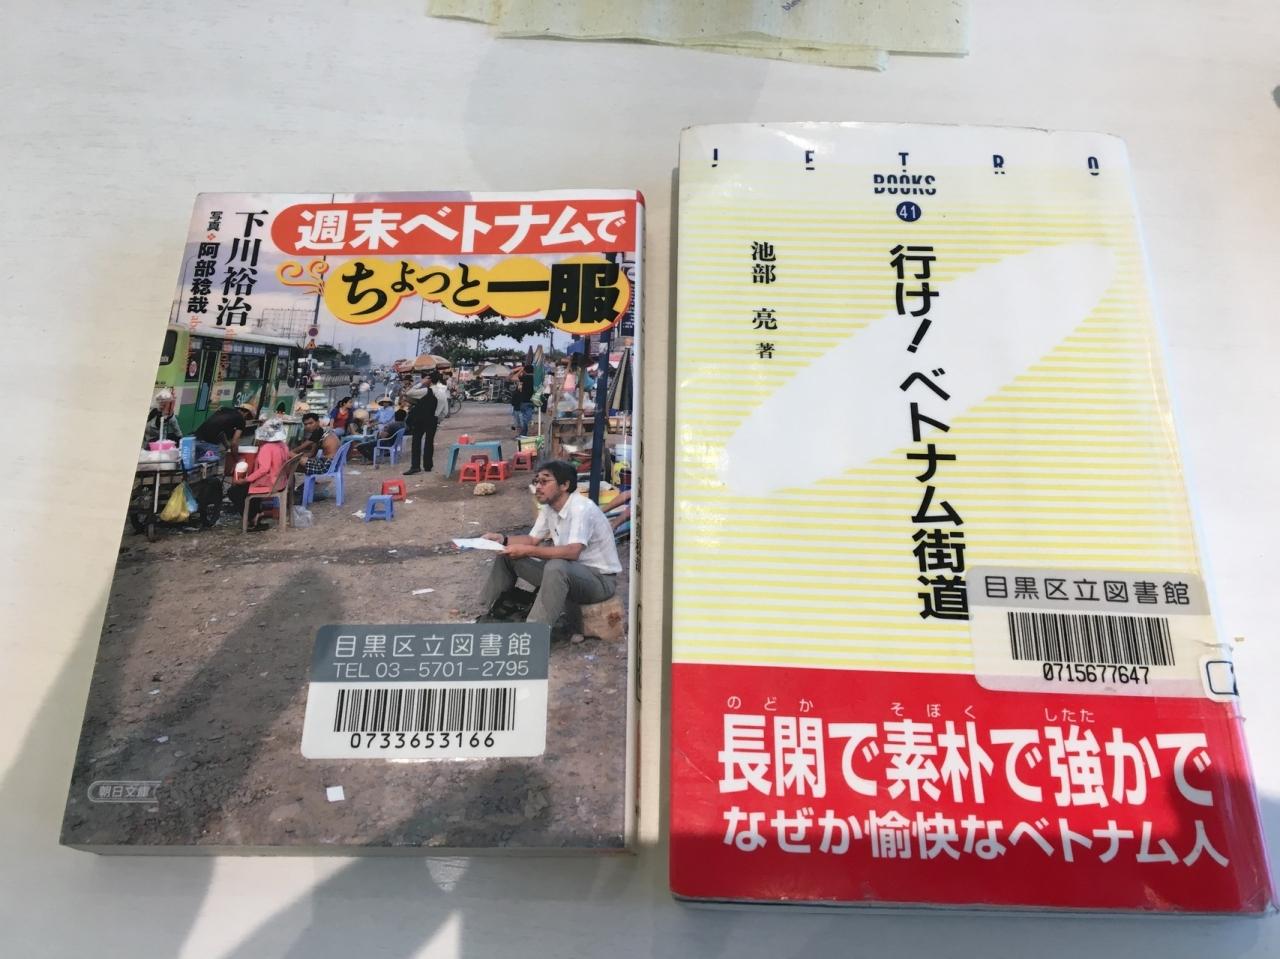 週末ベトナムで
ちょっと一服
下川裕治
写真・阿部稔哉
目黒区立図書館
TEL 03-5701-2795
0733653166
朝日文庫
JETRO
BOOKS
41
行け!ベトナム街道
池部 亮 著
目黒区立図書館
0715677647
のどか そぼく したた
長閑で素朴で強かで
なぜか愉快なベトナム人